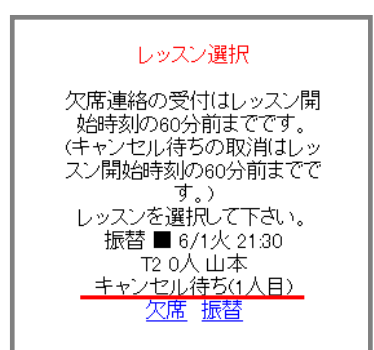 レッスン選択
欠席連絡の受付はレッスン開
始時刻の60分前までです。
(キャンセル待ちの取消はレッ
スン開始時刻の60分前までで
す。)
レッスンを選択して下さい。
振替 ■ 6/1火 21:30
T2 0人 山本
キャンセル待ち(1人目)
欠席 振替